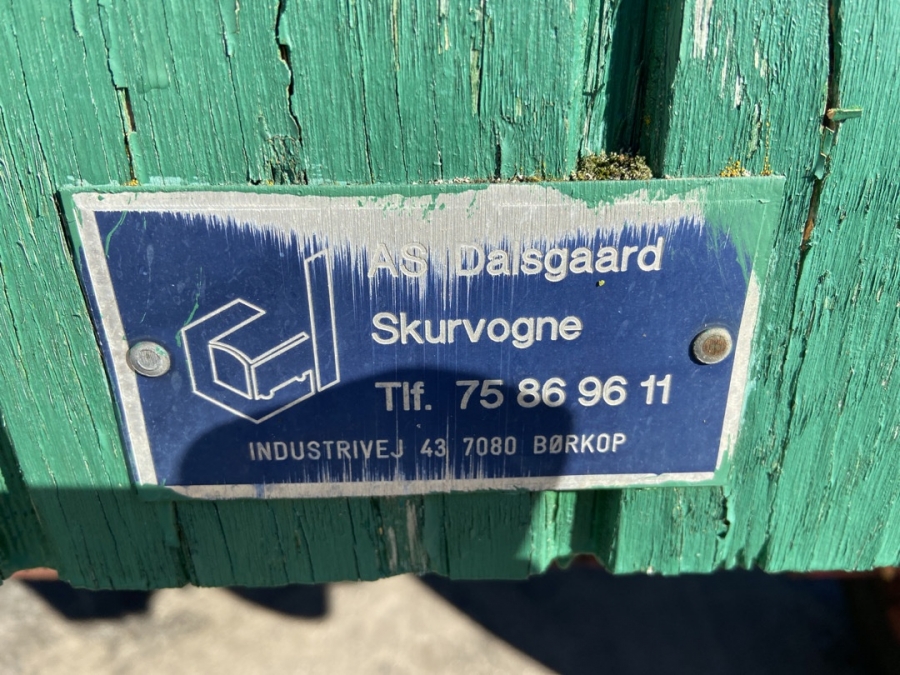 AS Dalsgaard
Skurvogne
Tlf. 75 86 96 11
INDUSTRIVEJ 43 7080 BØRKOP